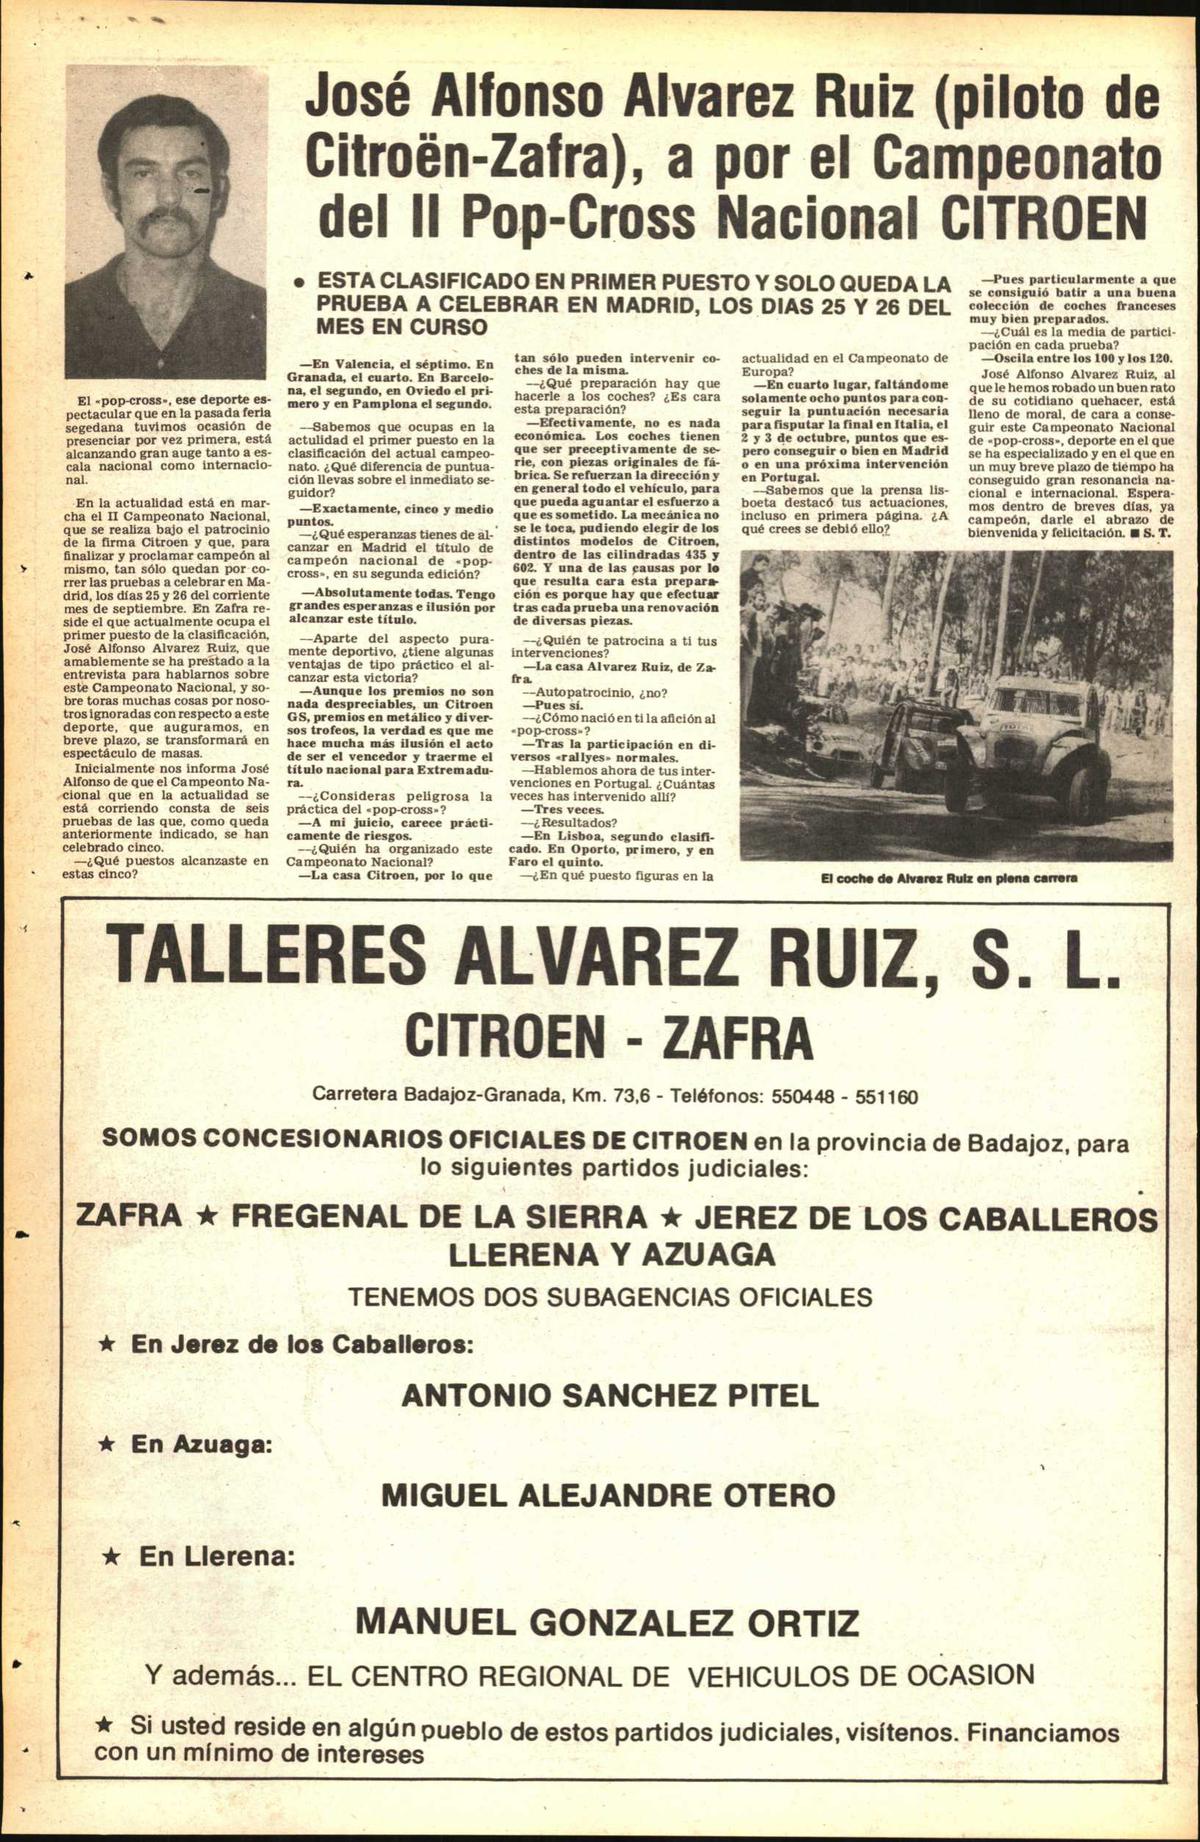 José Alfonso Alvarez Ruiz (piloto de
Citroën-Zafra), a por el Campeonato
del II Pop-Cross Nacional CITROEN
● ESTA CLASIFICADO EN PRIMER PUESTO Y SOLO QUEDA LA
PRUEBA A CELEBRAR EN MADRID, LOS DIAS 25 Y 26 DEL
MES EN CURSO
El «pop-cross», ese deporte es-
pectacular que en la pasada feria
segedana tuvimos ocasión de
presenciar por vez primera, está
alcanzando gran auge tanto a es-
cala nacional como internacio-
nal.
En la actualidad está en mar-
cha el II Campeonato Nacional,
que se realiza bajo el patrocinio
de la firma Citroen y que, para
finalizar y proclamar campeón al
mismo, tan sólo quedan por co-
rrer las pruebas a celebrar en Ma-
drid, los días 25 y 26 del corriente
mes de septiembre. En Zafra re-
side el que actualmente ocupa el
primer puesto de la clasificación,
José Alfonso Alvarez Ruiz, que
amablemente se ha prestado a la
entrevista para hablarnos sobre
este Campeonato Nacional, y so-
bre toras muchas cosas por noso-
tros ignoradas con respecto a este
deporte, que auguramos, en
breve plazo, se transformará en
espectáculo de masas.
Inicialmente nos informa José
Alfonso de que el Campeonto Na-
cional que en la actualidad se
está corriendo consta de seis
pruebas de las que, como queda
anteriormente indicado, se han
celebrado cinco.
—¿Qué puestos alcanzaste en
estas cinco?
—En Valencia, el séptimo. En
Granada, el cuarto. En Barcelo-
na, el segundo, en Oviedo el pri-
mero y en Pamplona el segundo.
—Sabemos que ocupas en la
actulidad el primer puesto en la
clasificación del actual campeo-
nato. ¿Qué diferencia de puntua-
ción llevas sobre el inmediato se-
guidor?
—Exactamente, cinco y medio
puntos.
—¿Qué esperanzas tienes de al-
canzar en Madrid el título de
campeón nacional de «pop-
cross», en su segunda edición?
—Absolutamente todas. Tengo
grandes esperanzas e ilusión por
alcanzar este título.
—Aparte del aspecto pura-
mente deportivo, ¿tiene algunas
ventajas de tipo práctico el al-
canzar esta victoria?
—Aunque los premios no son
nada despreciables, un Citroen
GS, premios en metálico y diver-
sos trofeos, la verdad es que me
hace mucha más ilusión el acto
de ser el vencedor y traerme el
título nacional para Extremadu-
ra.
—¿Consideras peligrosa la
práctica del «pop-cross»?
—A mi juicio, carece prácti-
camente de riesgos.
—¿Quién ha organizado este
Campeonato Nacional?
—La casa Citroen, por lo que
tan sólo pueden intervenir co-
ches de la misma.
—¿Qué preparación hay que
hacerle a los coches? ¿Es cara
esta preparación?
—Efectivamente, no es nada
económica. Los coches tienen
que ser preceptivamente de se-
rie, con piezas originales de fá-
brica. Se refuerzan la dirección y
en general todo el vehículo, para
que pueda aguantar el esfuerzo a
que es sometido. La mecánica no
se le toca, pudiendo elegir de los
distintos modelos de Citroen,
dentro de las cilindradas 435 y
602. Y una de las causas por lo
que resulta cara esta prepara-
ción es porque hay que efectuar
tras cada prueba una renovación
de diversas piezas.
—¿Quién te patrocina a ti tus
intervenciones?
—La casa Alvarez Ruiz, de Za-
fra.
—Autopatrocinio, ¿no?
—Pues sí.
—¿Cómo nació en ti la afición al
«pop-cross»?
—Tras la participación en di-
versos «rallyes» normales.
—Hablemos ahora de tus inter-
venciones en Portugal. ¿Cuántas
veces has intervenido allí?
—Tres veces.
—¿Resultados?
—En Lisboa, segundo clasifi-
cado. En Oporto, primero, y en
Faro el quinto.
—¿En qué puesto figuras en la
actualidad en el Campeonato de
Europa?
—En cuarto lugar, faltándome
solamente ocho puntos para con-
seguir la puntuación necesaria
para fisputar la final en Italia, el
2 y 3 de octubre, puntos que es-
pero conseguir o bien en Madrid
o en una próxima intervención
en Portugal.
—Sabemos que la prensa lis-
boeta destacó tus actuaciones,
incluso en primera página. ¿A
qué crees se debió ello?
—Pues particularmente a que
se consiguió batir a una buena
colección de coches franceses
muy bien preparados.
—¿Cuál es la media de partici-
pación en cada prueba?
—Oscila entre los 100 y los 120.
José Alfonso Alvarez Ruiz, al
que le hemos robado un buen rato
de su cotidiano quehacer, está
lleno de moral, de cara a conse-
guir este Campeonato Nacional
de «pop-cross», deporte en el que
se ha especializado y en el que en
un muy breve plazo de tiempo ha
conseguido gran resonancia na-
cional e internacional. Espera-
mos dentro de breves días, ya
campeón, darle el abrazo de
bienvenida y felicitación. ■ S. T.
El coche de Alvarez Ruiz en plena carrera
TALLERES ALVAREZ RUIZ, S. L.
CITROEN - ZAFRA
Carretera Badajoz-Granada, Km. 73,6 - Teléfonos: 550448 - 551160
SOMOS CONCESIONARIOS OFICIALES DE CITROEN en la provincia de Badajoz, para
lo siguientes partidos judiciales:
ZAFRA ★ FREGENAL DE LA SIERRA ★ JEREZ DE LOS CABALLEROS
LLERENA Y AZUAGA
TENEMOS DOS SUBAGENCIAS OFICIALES
★ En Jerez de los Caballeros:
ANTONIO SANCHEZ PITEL
★ En Azuaga:
MIGUEL ALEJANDRE OTERO
★ En Llerena:
MANUEL GONZALEZ ORTIZ
Y además... EL CENTRO REGIONAL DE VEHICULOS DE OCASION
★ Si usted reside en algún pueblo de estos partidos judiciales, visítenos. Financiamos
con un mínimo de intereses